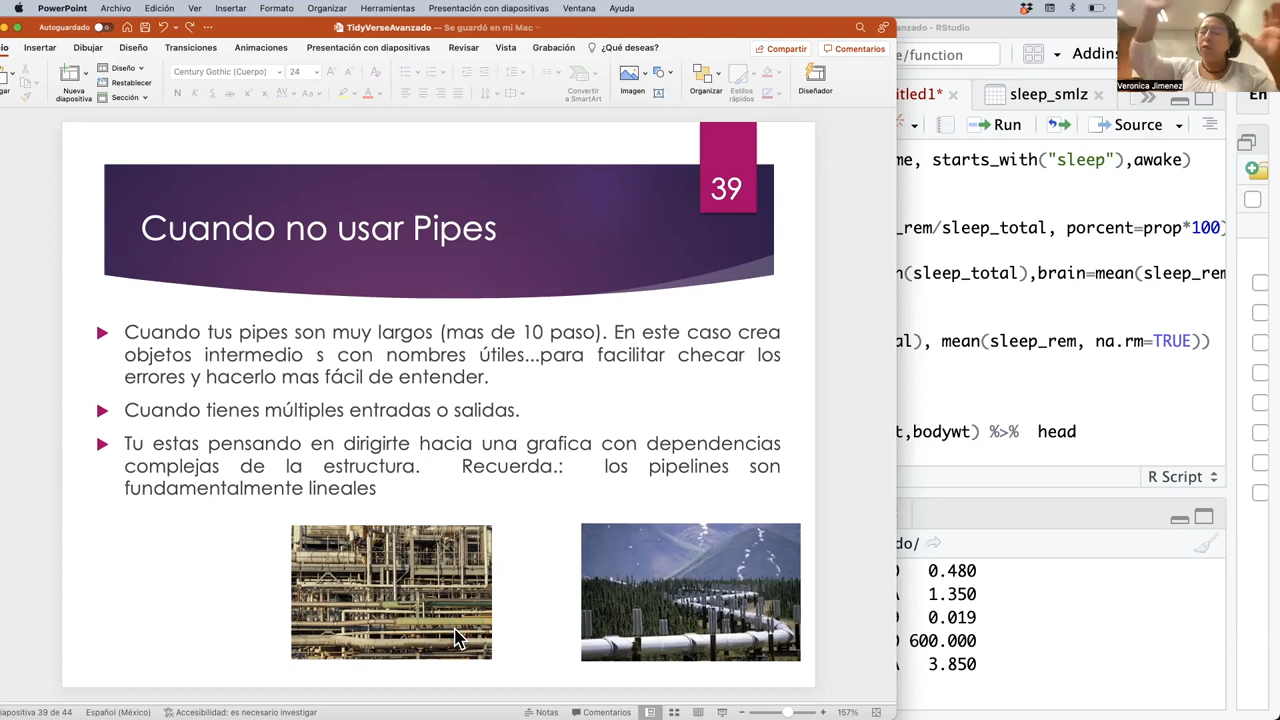 PowerPoint Archivo Edición Ver Insertar Formato Organizar Herramientas Presentación con diapositivas Ventana Ayuda
Autoguardado TidyVerseAvanzado — Se guardó en mi Mac
Insertar Dibujar Diseño Transiciones Animaciones Presentación con diapositivas Revisar Vista Grabación ¿Qué deseas? Compartir Comentarios
Nueva diapositiva
Diseño
Restablecer
Sección
Century Gothic (Cuerpo) 24
Convertir a SmartArt
Imagen
Organizar
Estilos rápidos
Diseñador
39
Cuando no usar Pipes
Cuando tus pipes son muy largos (mas de 10 paso). En este caso crea
objetos intermedio s con nombres útiles...para facilitar checar los
errores y hacerlo mas fácil de entender.
Cuando tienes múltiples entradas o salidas.
Tu estas pensando en dirigirte hacia una grafica con dependencias
complejas de la estructura. Recuerda.: los pipelines son
fundamentalmente lineales
iapositiva 39 de 44 Español (México) Accesibilidad: es necesario investigar Notas Comentarios 157%
- RStudio
e/function Addins
Veronica Jimenez
titled1* sleep_smlz
Run Source
me, starts_with("sleep"),awake)
_rem/sleep_total, porcent=prop*100)
n(sleep_total),brain=mean(sleep_rem
al), mean(sleep_rem, na.rm=TRUE))
t,bodywt) %>% head
R Script
do/
0.480
1.350
0.019
600.000
3.850
En